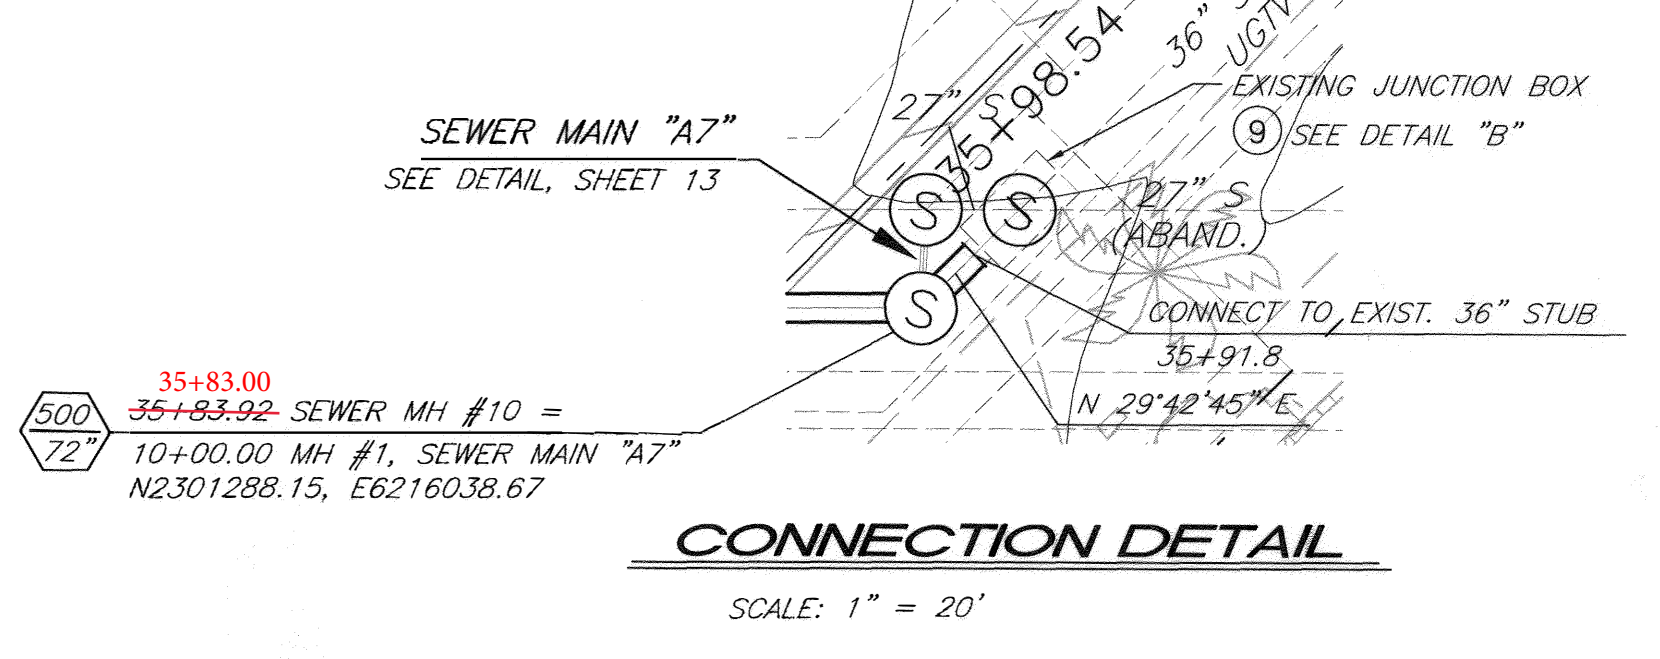 36"
UGTV
35+98.54
27" S
EXISTING JUNCTION BOX
9 SEE DETAIL "B"
SEWER MAIN "A7"
SEE DETAIL, SHEET 13
S
S
27" S
(ABAND.)
S
CONNECT TO EXIST. 36" STUB
35+91.8
N 29°42'45" E
35+83.00
500 35+83.92 SEWER MH #10 =
72" 10+00.00 MH #1, SEWER MAIN "A7"
N2301288.15, E6216038.67
CONNECTION DETAIL
SCALE: 1" = 20'